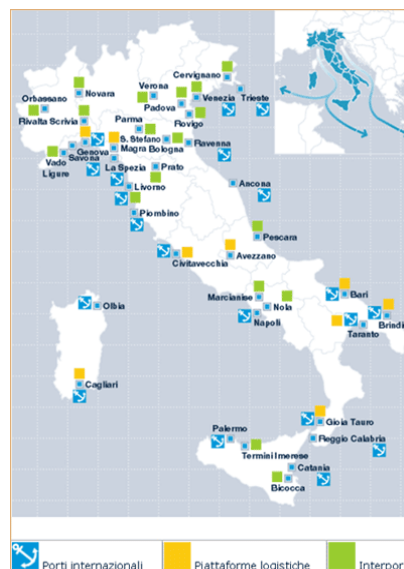 Cervignano
Verona
Orbassano
Novara
Padova
Venezia
Trieste
Rivalta Scrivia
Parma
Rovigo
S. Stefano
Magra
Bologna
Ravenna
Genova
Savona
Vado
Ligure
La Spezia
Prato
Livorno
Ancona
Piombino
Pescara
Civitavecchia
Avezzano
Marcianise
Nola
Bari
Napoli
Brindi
Taranto
Olbia
Cagliari
Gioia Tauro
Palermo
Reggio Calabria
Termini Imerese
Catania
Bicocca
Porti internazionali
Piattaforme logistiche
Interpor